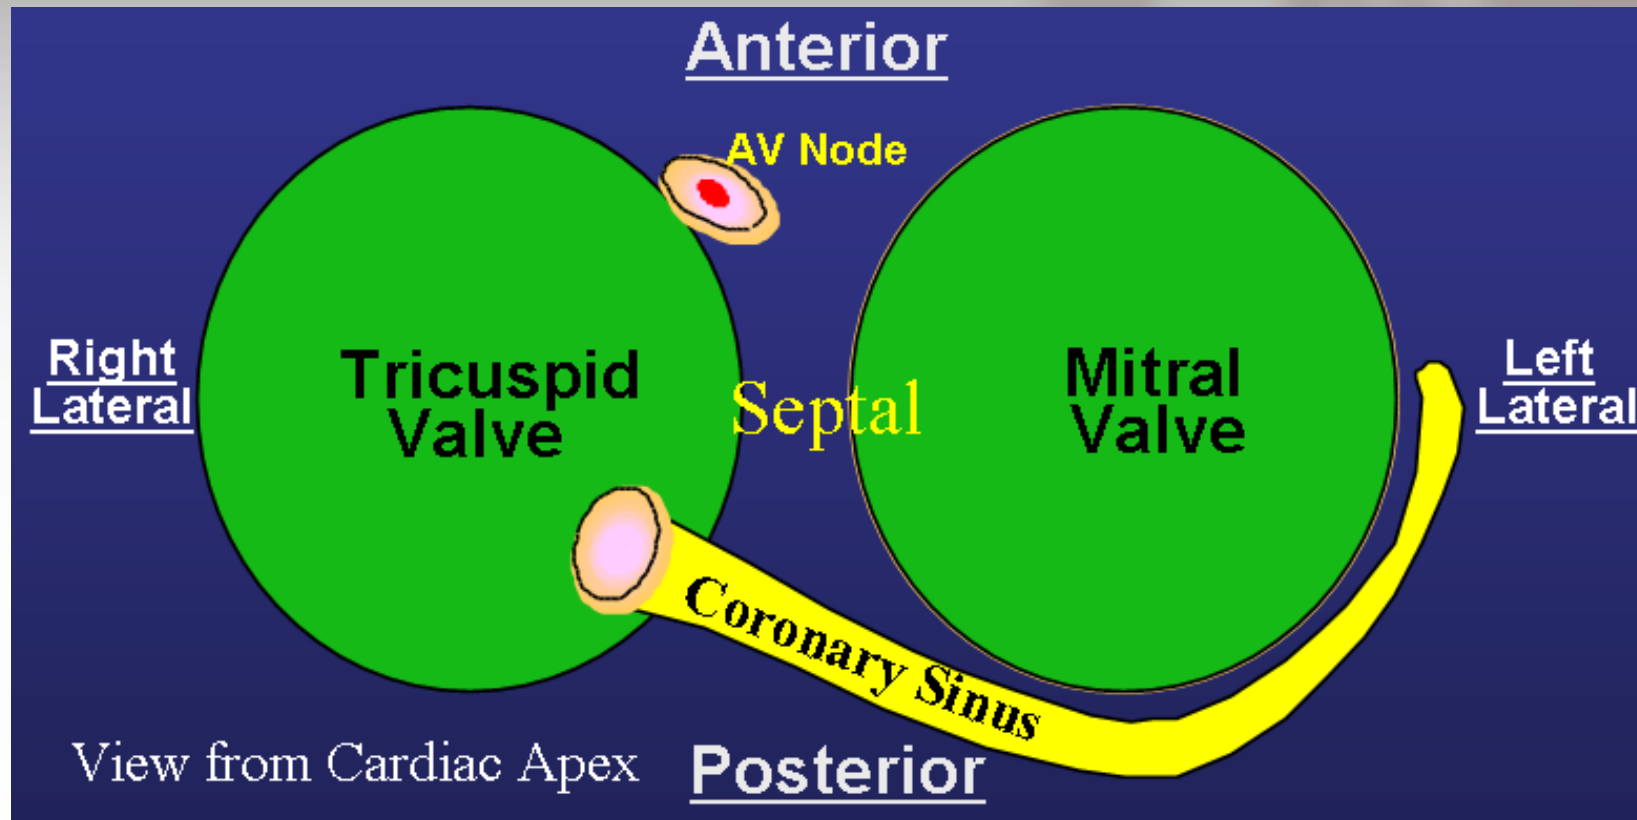 Anterior
AV Node
Right
Lateral
Tricuspid
Valve
Septal
Mitral
Valve
Left
Lateral
Coronary Sinus
View from Cardiac Apex
Posterior